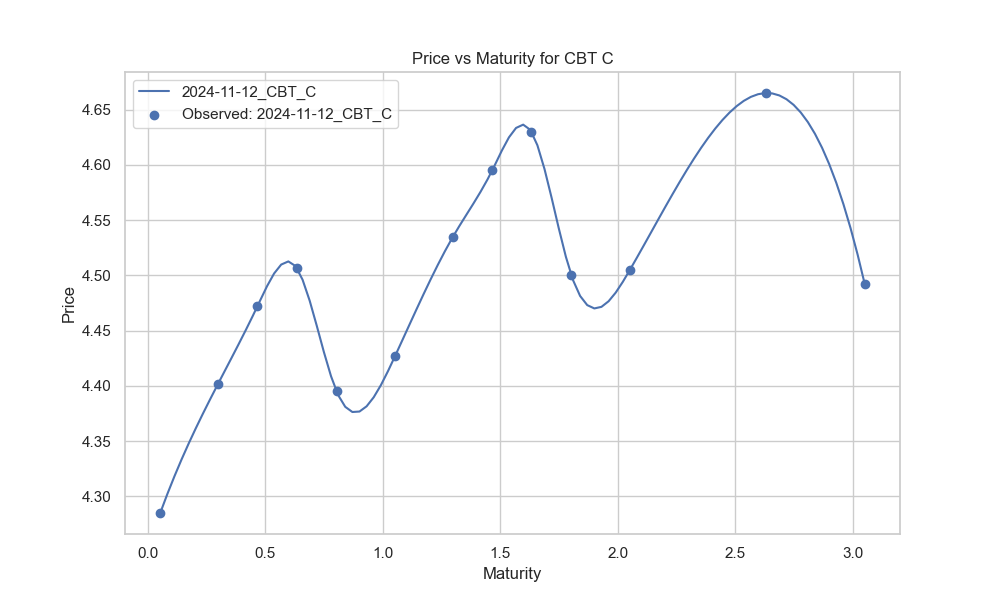 Price vs Maturity for CBT C
2024-11-12_CBT_C
Observed: 2024-11-12_CBT_C
Price
4.65
4.60
4.55
4.50
4.45
4.40
4.35
4.30
0.0 0.5 1.0 1.5 2.0 2.5 3.0
Maturity